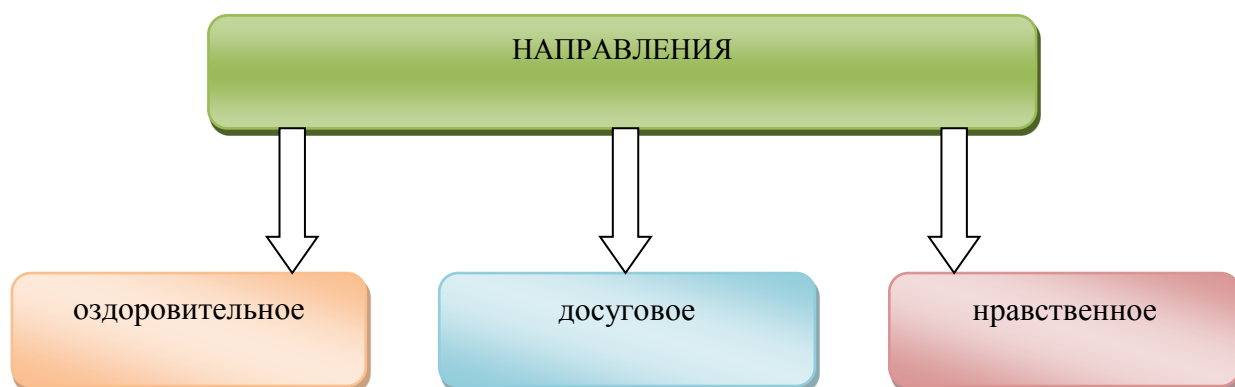 НАПРАВЛЕНИЯ
оздоровительное
досуговое
нравственное